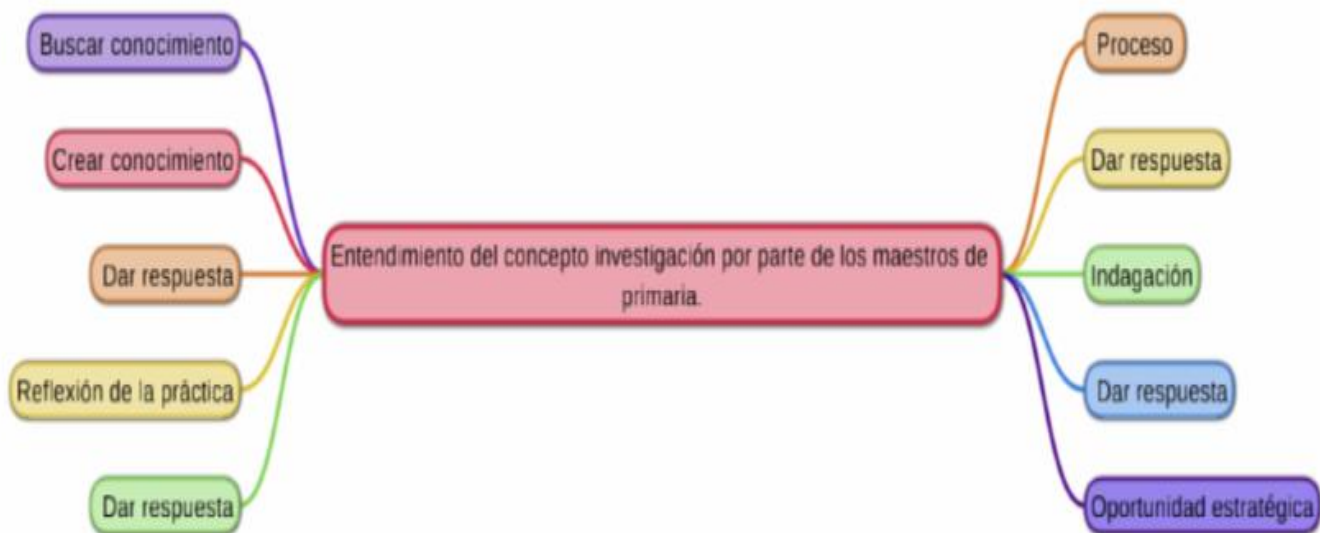 Buscar conocimiento
Crear conocimiento
Dar respuesta
Reflexión de la práctica
Dar respuesta
Entendimiento del concepto investigación por parte de los maestros de
primaria.
Proceso
Dar respuesta
Indagación
Dar respuesta
Oportunidad estratégica